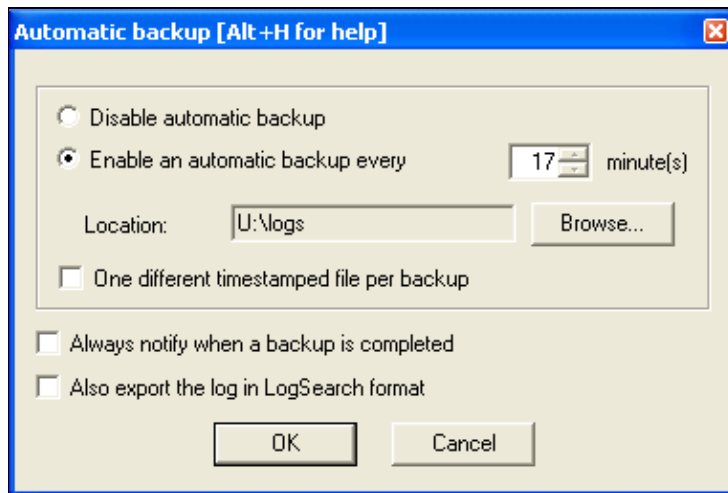 Automatic backup [Alt+H for help]
Disable automatic backup
Enable an automatic backup every 17 minute(s)
Location: U:\logs Browse...
One different timestamped file per backup
Always notify when a backup is completed
Also export the log in LogSearch format
OK Cancel